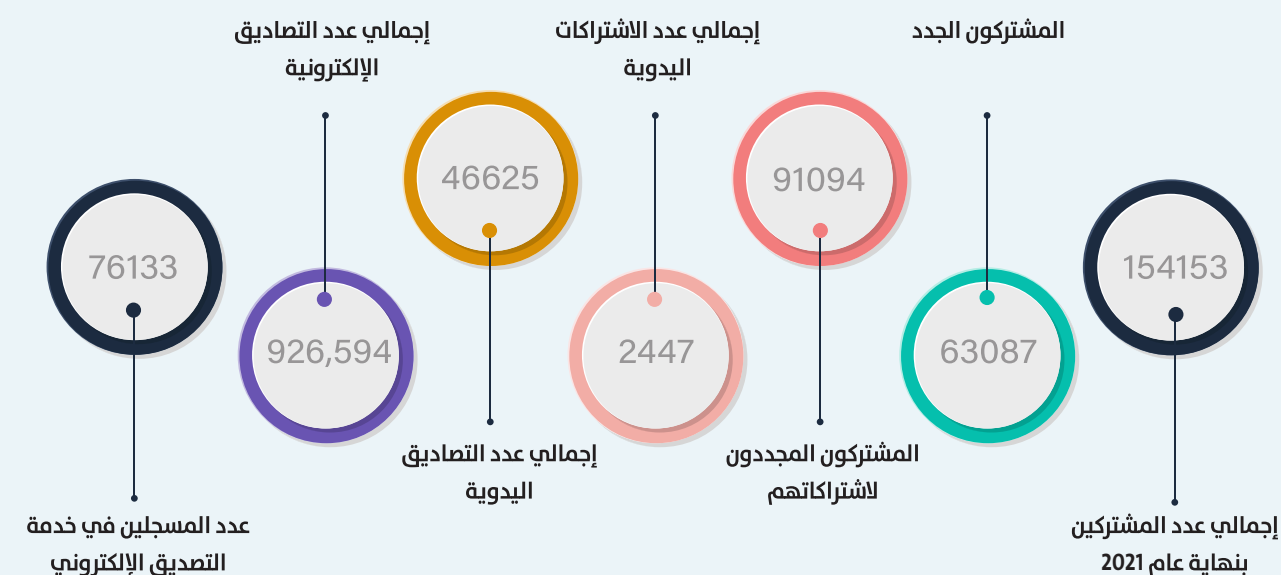 154153
إجمالي عدد المشتركين
بنهاية عام 2021
المشتركون الجدد
63087
91094
المشتركون المجددون
لاشتراكاتهم
إجمالي عدد الاشتراكات
اليدوية
2447
46625
إجمالي عدد التصاديق
اليدوية
إجمالي عدد التصاديق
الإلكترونية
926,594
76133
عدد المسجلين في خدمة
التصديق الإلكتروني